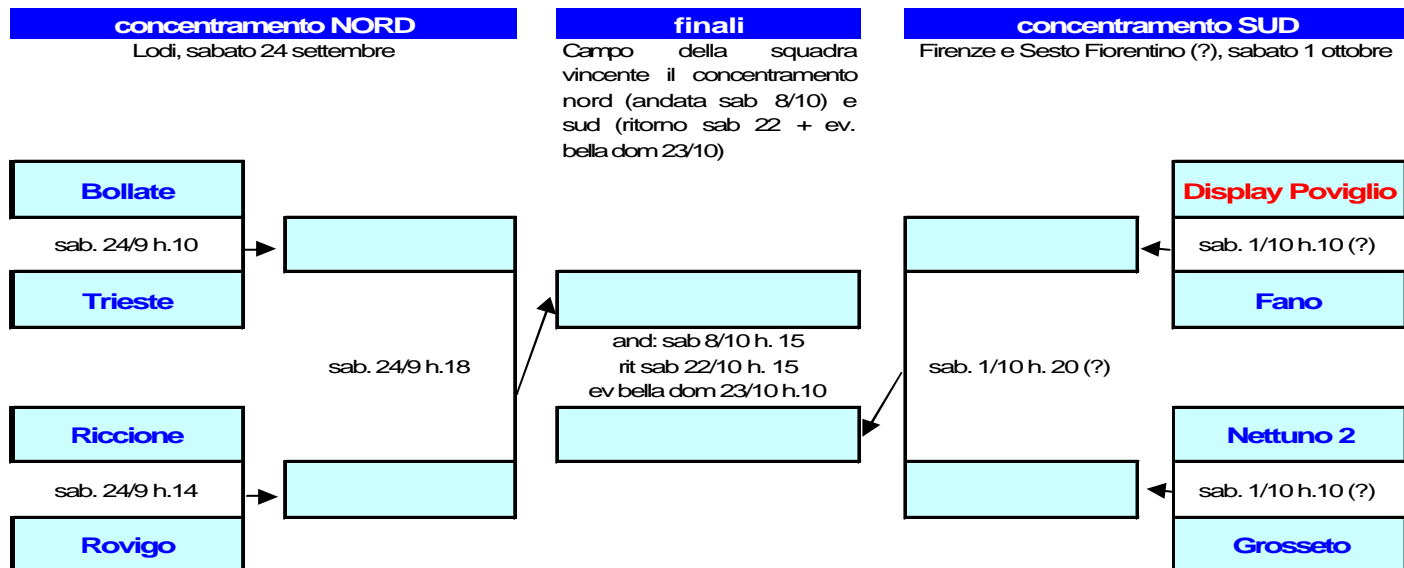 concentramento NORD
Lodi, sabato 24 settembre
Bollate
sab. 24/9 h.10
Trieste
sab. 24/9 h.18
Riccione
sab. 24/9 h.14
Rovigo
finali
Campo della squadra
vincente il concentramento
nord (andata sab 8/10) e
sud (ritorno sab 22 + ev.
bella dom 23/10)
and: sab 8/10 h. 15
rit sab 22/10 h. 15
ev bella dom 23/10 h.10
concentramento SUD
Firenze e Sesto Fiorentino (?), sabato 1 ottobre
Display Poviglio
sab. 1/10 h.10 (?)
Fano
sab. 1/10 h. 20 (?)
Nettuno 2
sab. 1/10 h.10 (?)
Grosseto